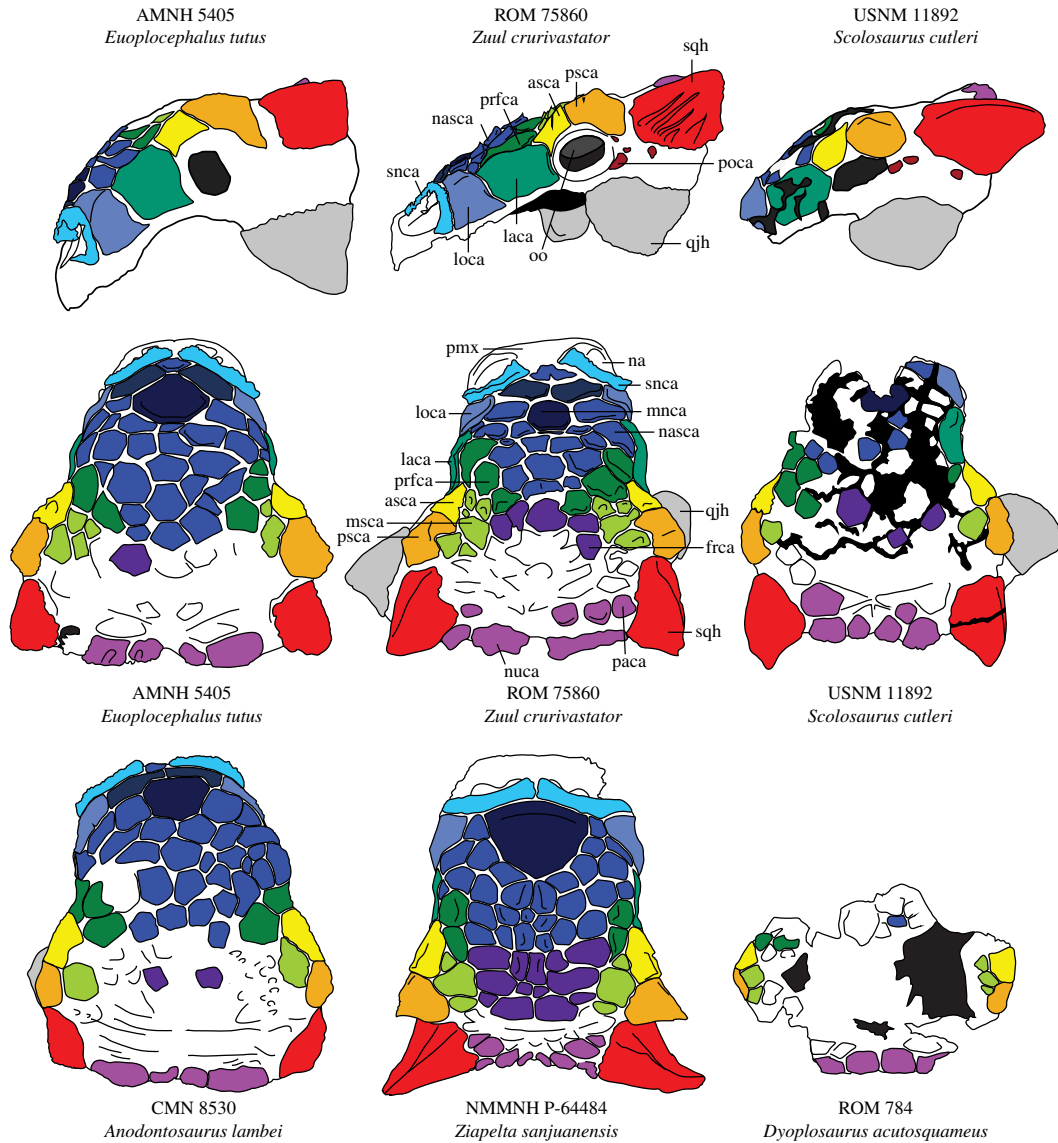 AMNH 5405
Euoplocephalus tutus
ROM 75860
Zuul crurivastator
USNM 11892
Scolosaurus cutleri
sqh
psca
asca
prfca
nasca
snca
poca
loca
laca
oo
qjh
pmx
na
snca
loca
mnca
nasca
laca
prfca
asca
msca
psca
qjh
frca
sqh
nuca
paca
AMNH 5405
Euoplocephalus tutus
ROM 75860
Zuul crurivastator
USNM 11892
Scolosaurus cutleri
CMN 8530
Anodontosaurus lambei
NMMNH P-64484
Ziapelta sanjuanensis
ROM 784
Dyoplosaurus acutosquameus